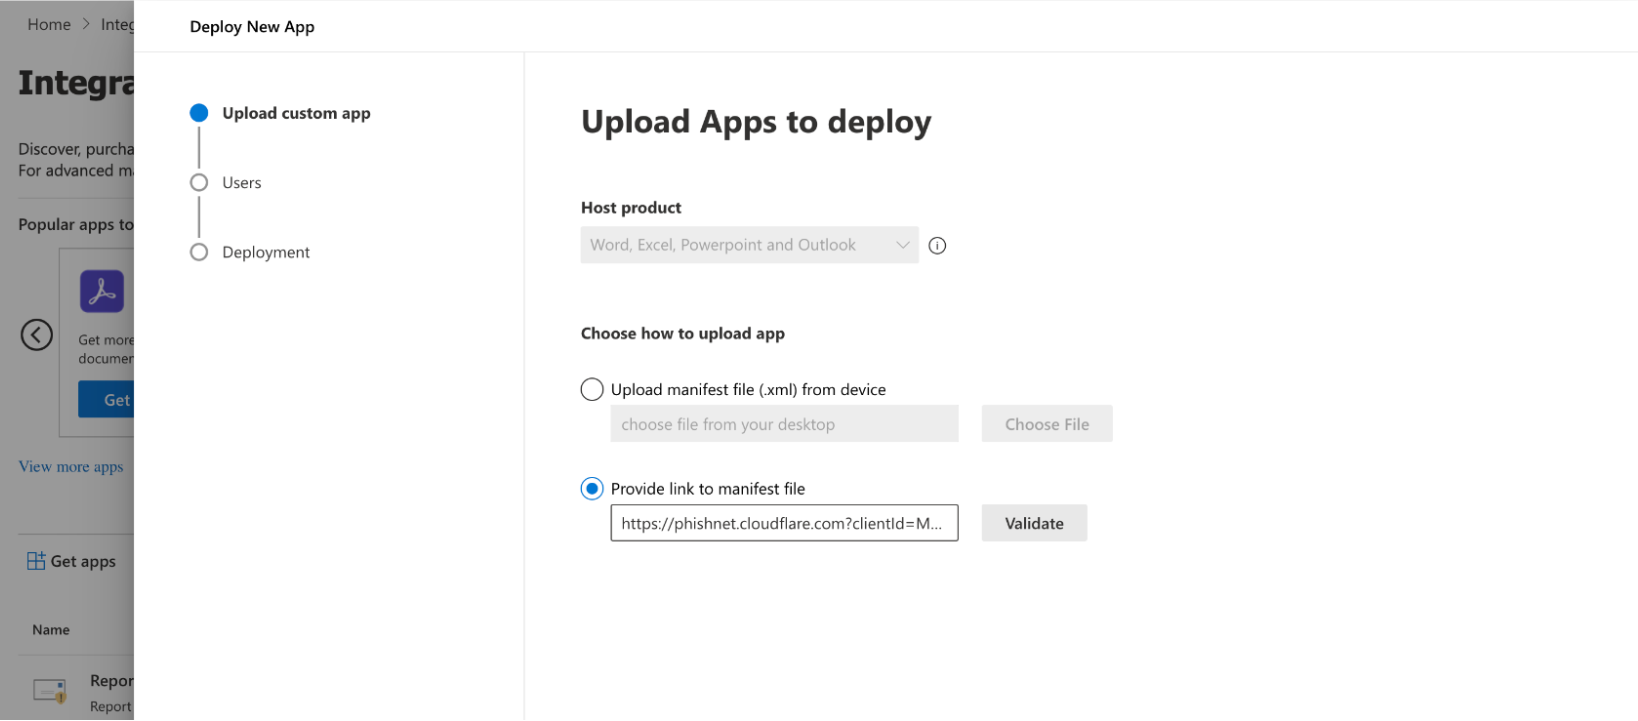 Home > Integ
Deploy New App
Integra
Discover, purcha
For advanced ma
Popular apps to
Get more
documen
Get
View more apps
Get apps
Name
Repor
Report
Upload custom app
Users
Deployment
Upload Apps to deploy
Host product
Word, Excel, Powerpoint and Outlook
Choose how to upload app
Upload manifest file (.xml) from device
choose file from your desktop
Choose File
Provide link to manifest file
https://phishnet.cloudflare.com?clientId=M...
Validate